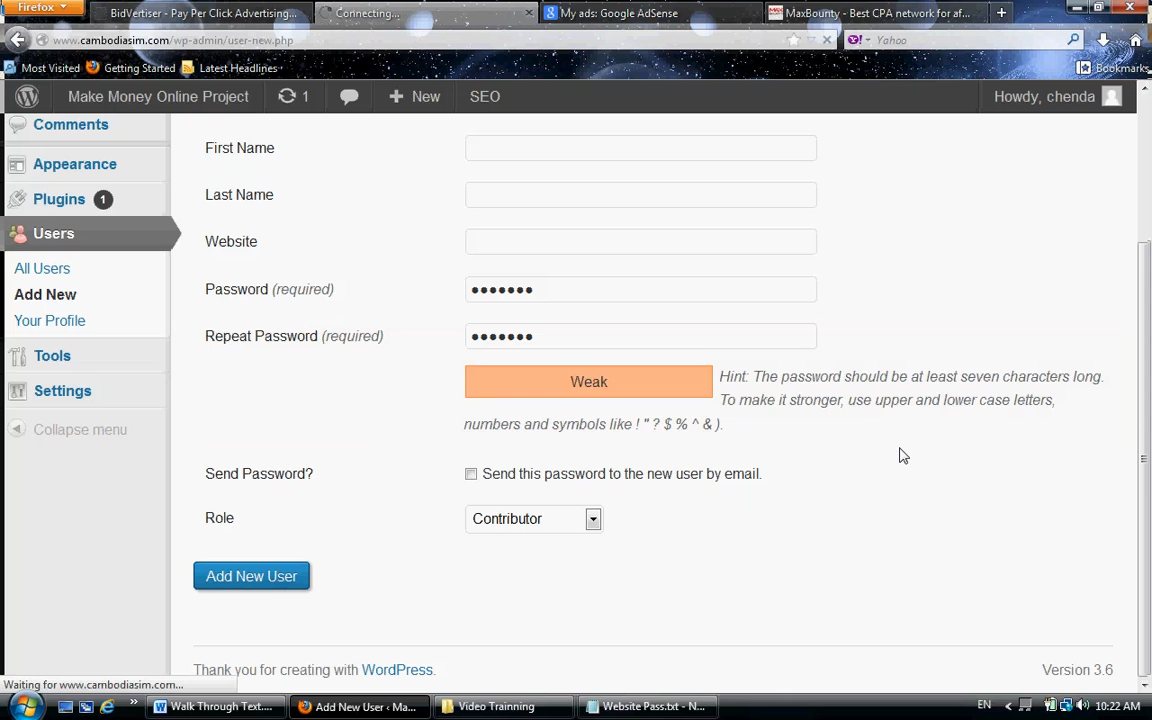 Firefox
BidVertiser - Pay Per Click Advertising...
Connecting...
My ads: Google AdSense
MaxBounty - Best CPA network for af...
www.cambodiasim.com/wp-admin/user-new.php
Yahoo
Most Visited
Getting Started
Latest Headlines
Bookmarks
Make Money Online Project
1
New
SEO
Howdy, chenda
Comments
Appearance
Plugins 1
Users
All Users
Add New
Your Profile
Tools
Settings
Collapse menu
First Name
Last Name
Website
Password (required)
Repeat Password (required)
Weak
Hint: The password should be at least seven characters long.
To make it stronger, use upper and lower case letters,
numbers and symbols like ! " ? $ % ^ & ).
Send Password?
Send this password to the new user by email.
Role
Contributor
Add New User
Thank you for creating with WordPress.
Version 3.6
Waiting for www.cambodiasim.com...
Walk Through Text....
Add New User ‹ Ma...
Video Trainning
Website Pass.txt - N...
EN
10:22 AM